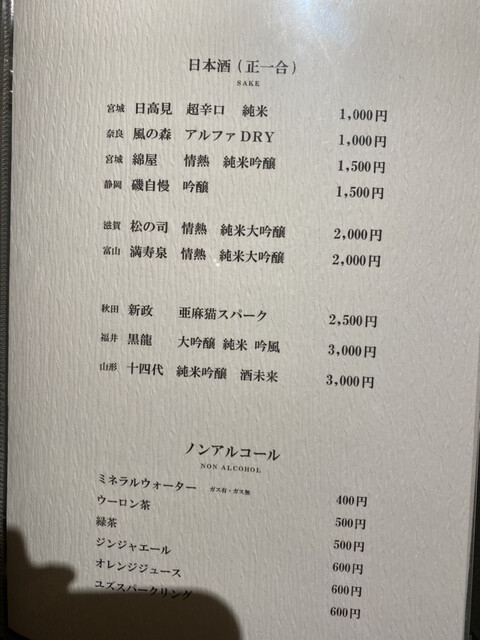 日本酒(正一合)
SAKE
宮城 日高見 超辛口 純米 1,000円
奈良 風の森 アルファDRY 1,000円
宮城 綿屋 情熱 純米吟醸 1,500円
静岡 磯自慢 吟醸 1,500円
滋賀 松の司 情熱 純米大吟醸 2,000円
富山 満寿泉 情熱 純米大吟醸 2,000円
秋田 新政 亜麻猫スパーク 2,500円
福井 黒龍 大吟醸 純米 吟風 3,000円
山形 十四代 純米吟醸 酒未来 3,000円
ノンアルコール
NON ALCOHOL
ミネラルウォーター ガス有・ガス無 400円
ウーロン茶 500円
緑茶 500円
ジンジャエール 600円
オレンジジュース 600円
ユズスパークリング 600円